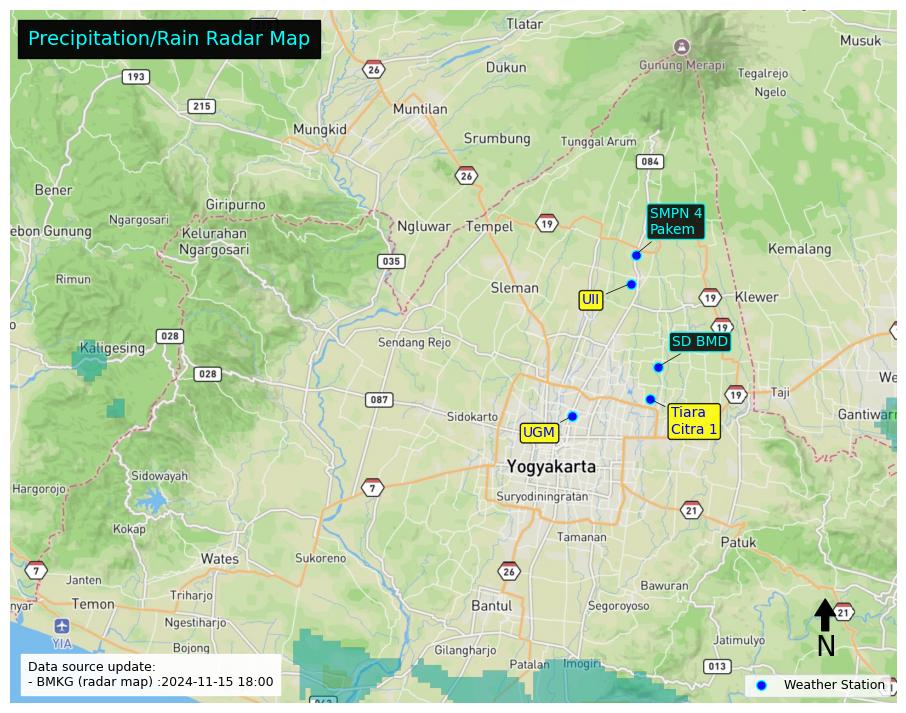 Precipitation/Rain Radar Map
Tlatar
Musuk
193
26
Dukun
Gunung Merapi
Tegalrejo
Ngelo
215
Muntilan
Mungkid
Srumbung
Tunggal Arum
084
26
Bener
Giripurno
Ngargosari
SMPN 4
Pakem
ebon Gunung
Kelurahan
Ngargosari
Ngluwar
Tempel
19
Kemalang
035
Rimun
Sleman
UII
19
Klewer
19
028
Kaligesing
Sendang Rejo
SD BMD
028
We
087
19
Taji
Sidokarto
Tiara
Citra 1
Gantiwar
UGM
Yogyakarta
Sidowayah
Hargorojo
7
Suryodiningratan
21
Kokap
Tamanan
Patuk
Wates
Sukoreno
7
26
Janten
Bawuran
Triharjo
nyar
Temon
Bantul
Segoroyoso
21
Ngestiharjo
YIA
Bojong
Jatimulyo
N
Gilangharjo
Patalan
Imogiri
013
Data source update:
- BMKG (radar map) :2024-11-15 18:00
Weather Station